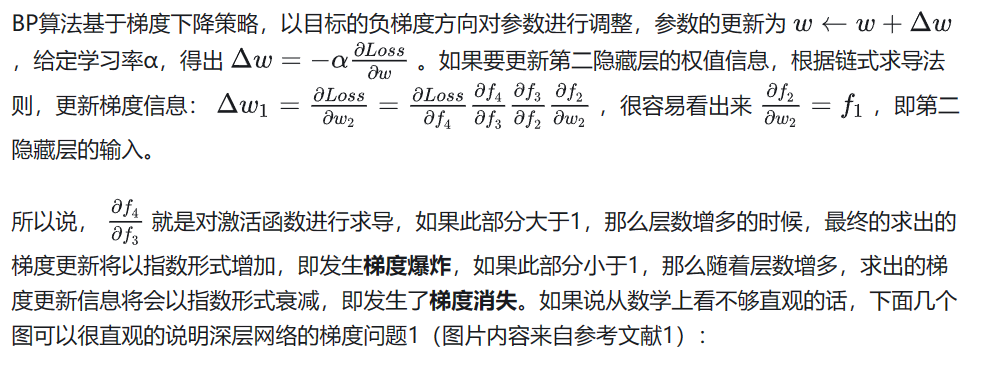 BP算法基于梯度下降策略，以目标的负梯度方向对参数进行调整，参数的更新为 $w \leftarrow w + \Delta w$
，给定学习率α，得出 $\Delta w = -\alpha \frac{\partial Loss}{\partial w}$ 。如果要更新第二隐藏层的权值信息，根据链式求导法
则，更新梯度信息： $\Delta w_1 = \frac{\partial Loss}{\partial w_2} = \frac{\partial Loss}{\partial f_4} \frac{\partial f_4}{\partial f_3} \frac{\partial f_3}{\partial f_2} \frac{\partial f_2}{\partial w_2}$ ，很容易看出来 $\frac{\partial f_2}{\partial w_2} = f_1$ ，即第二
隐藏层的输入。
所以说， $\frac{\partial f_4}{\partial f_3}$ 就是对激活函数进行求导，如果此部分大于1，那么层数增多的时候，最终的求出的
梯度更新将以指数形式增加，即发生梯度爆炸，如果此部分小于1，那么随着层数增多，求出的梯
度更新信息将会以指数形式衰减，即发生了梯度消失。如果说从数学上看不够直观的话，下面几个
图可以很直观的说明深层网络的梯度问题1（图片内容来自参考文献1）：